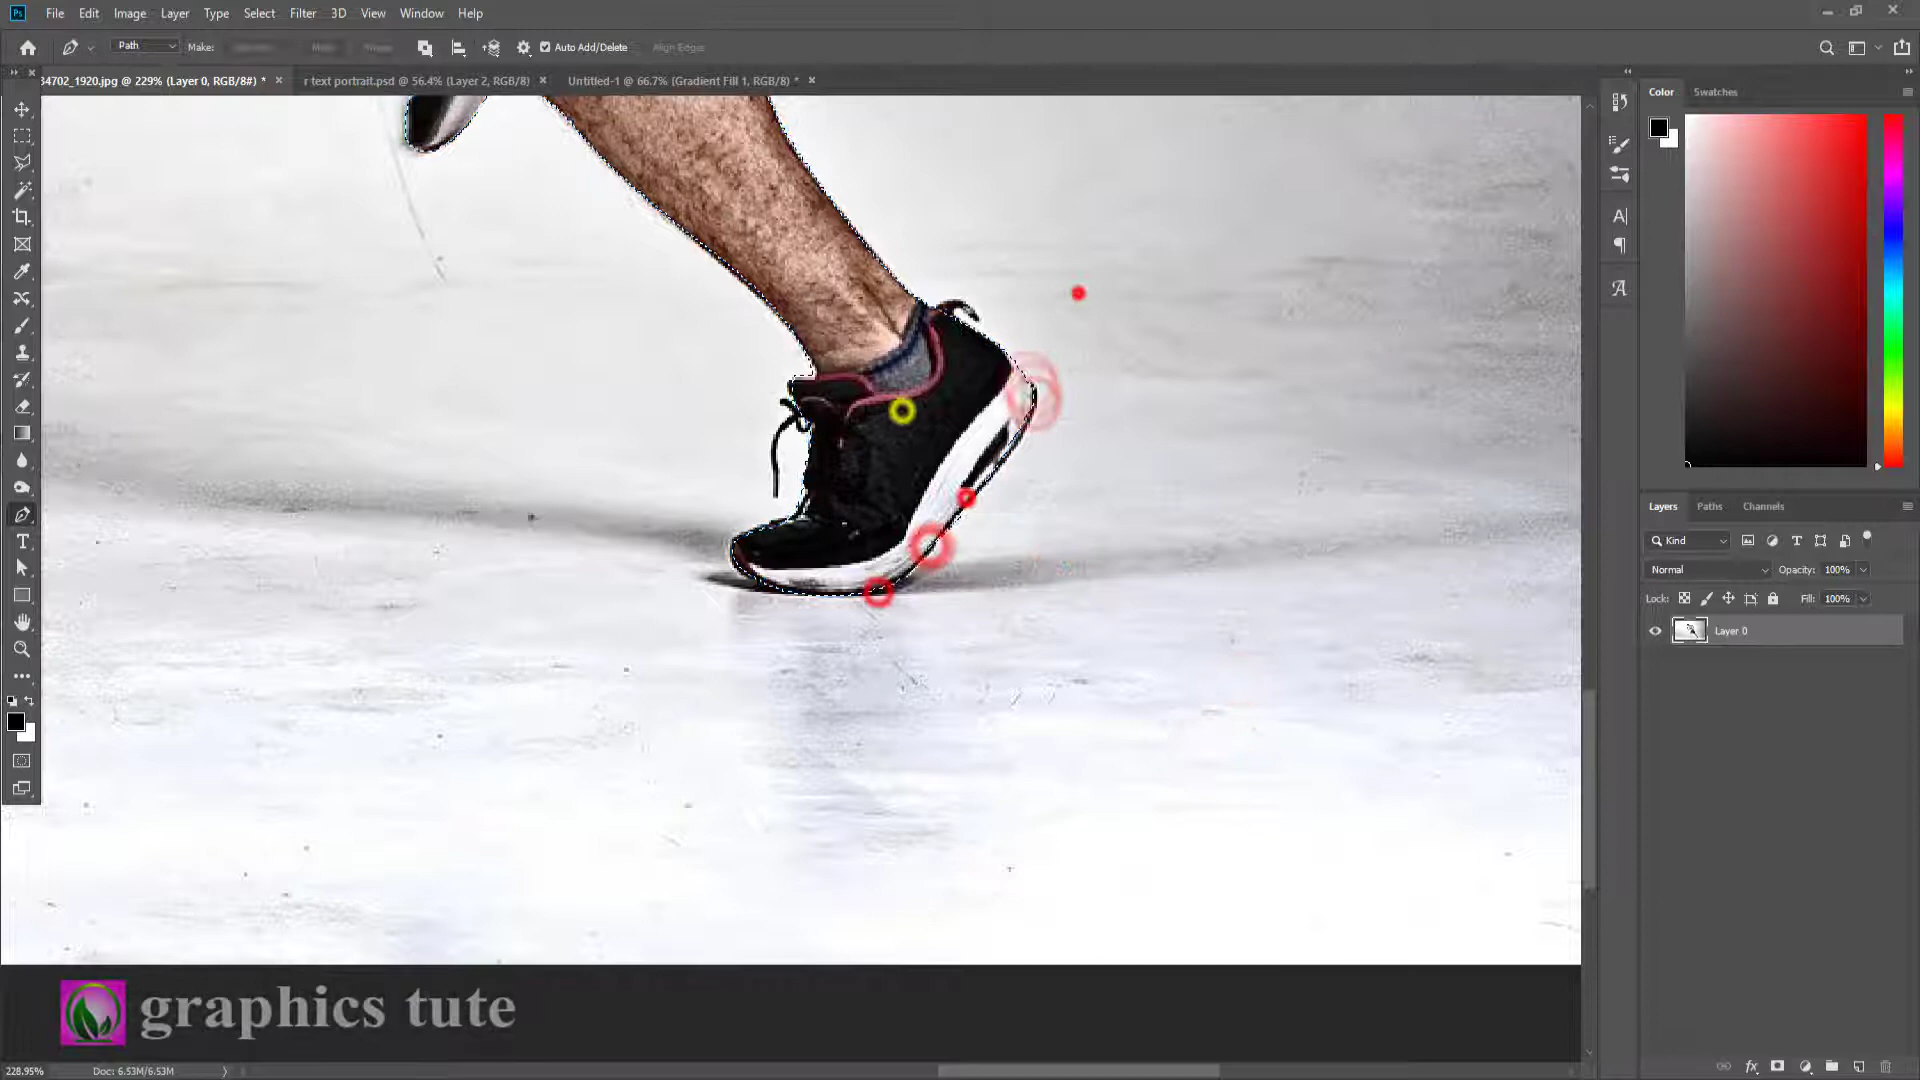 File Edit Image Layer Type Select Filter 3D View Window Help
Path Make: Auto Add/Delete Align Edges
34702_1920.jpg @ 229% (Layer 0, RGB/8#) * r text portrait.psd @ 56.4% (Layer 2, RGB/8) Untitled-1 @ 66.7% (Gradient Fill 1, RGB/8) *
Color Swatches
Layers Paths Channels
Kind
Normal Opacity: 100%
Lock: Fill: 100%
Layer 0
graphics tute
228.95% Doc: 6.53M/6.53M